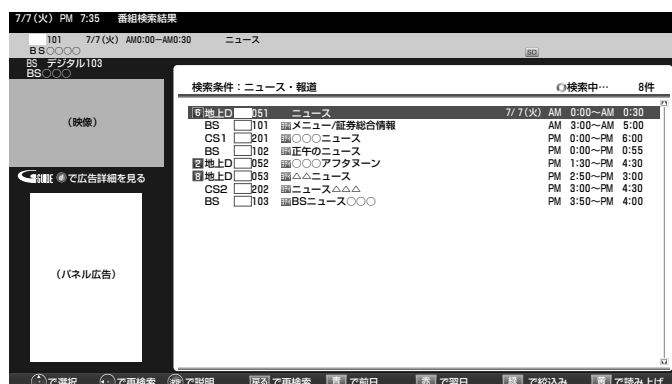 7/7(火) PM 7:35 番組検索結果
101 7/7(火) AM0:00~AM0:30 ニュース
BS○○○○ SD
BS デジタル103
BS○○○
(映像)
G GUIDE で広告詳細を見る
(パネル広告)
検索条件:ニュース・報道 検索中… 8件
6 地上D 051 ニュース 7/7(火) AM 0:00~AM 0:30
BS 101 メニュー/証券総合情報 AM 3:00~AM 5:00
CS1 201 ○○○ニュース PM 0:00~PM 6:00
BS 102 正午のニュース PM 0:00~PM 0:55
2 地上D 052 ○○○アフタヌーン PM 1:30~PM 4:30
8 地上D 053 △△ニュース PM 2:50~PM 3:00
CS2 202 ニュース△△△ PM 3:00~PM 4:30
BS 103 BSニュース○○○ PM 3:50~PM 4:00
で選択 で再検索 決定 で説明 戻る で再検索 青 で前日 赤 で翌日 緑 で絞込み 黄 で読み上げ